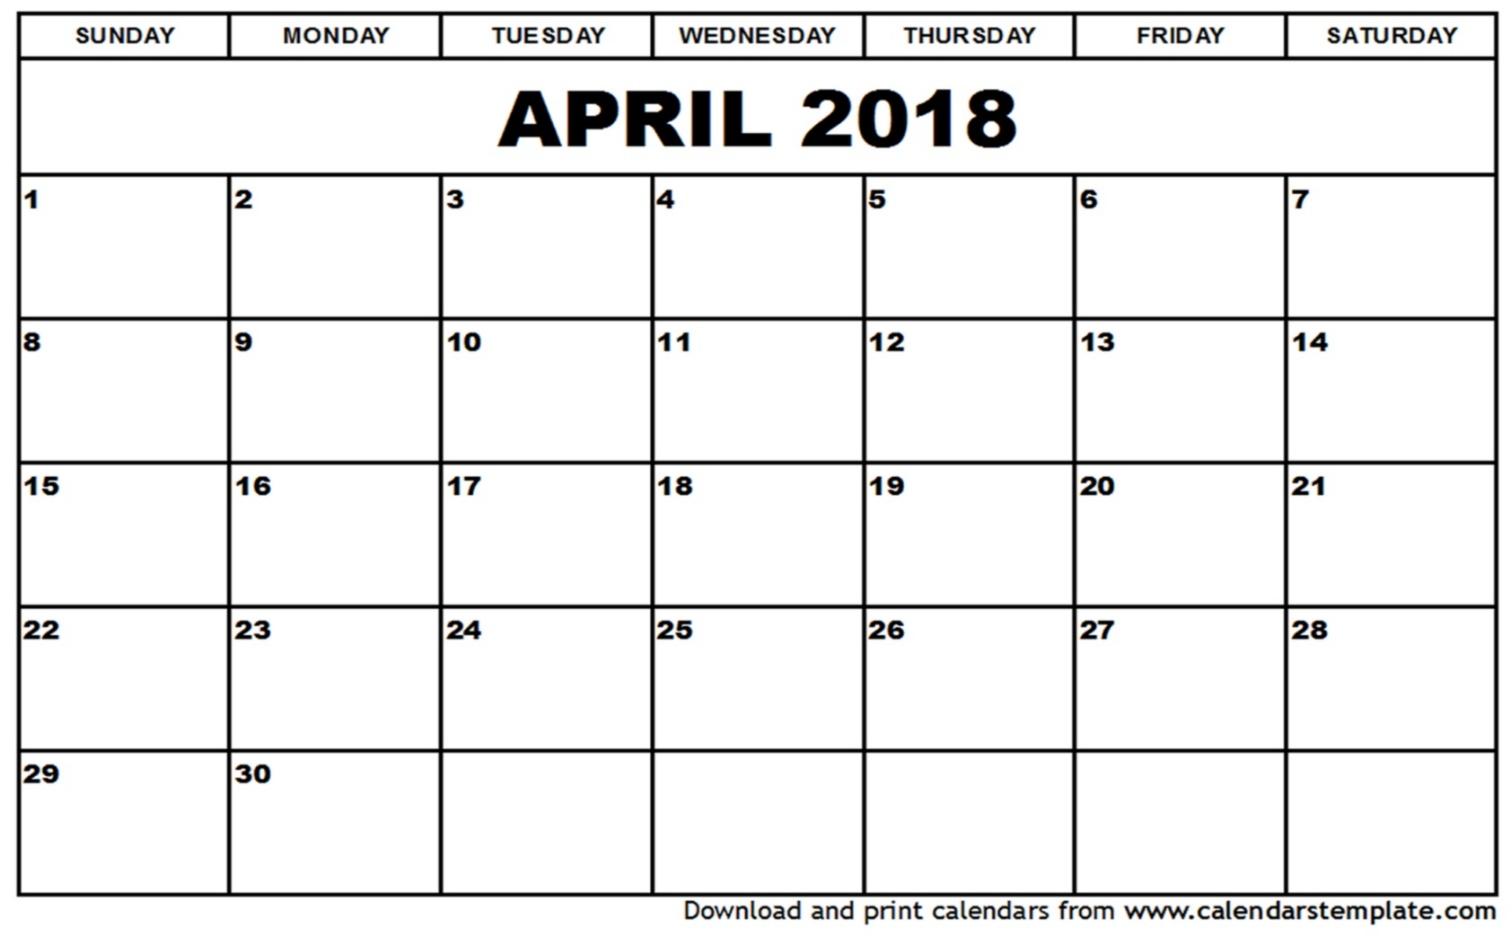 SUNDAY MONDAY TUESDAY WEDNESDAY THURSDAY FRIDAY SATURDAY
APRIL 2018
1 2 3 4 5 6 7
8 9 10 11 12 13 14
15 16 17 18 19 20 21
22 23 24 25 26 27 28
29 30
Download and print calendars from www.calendarstemplate.com